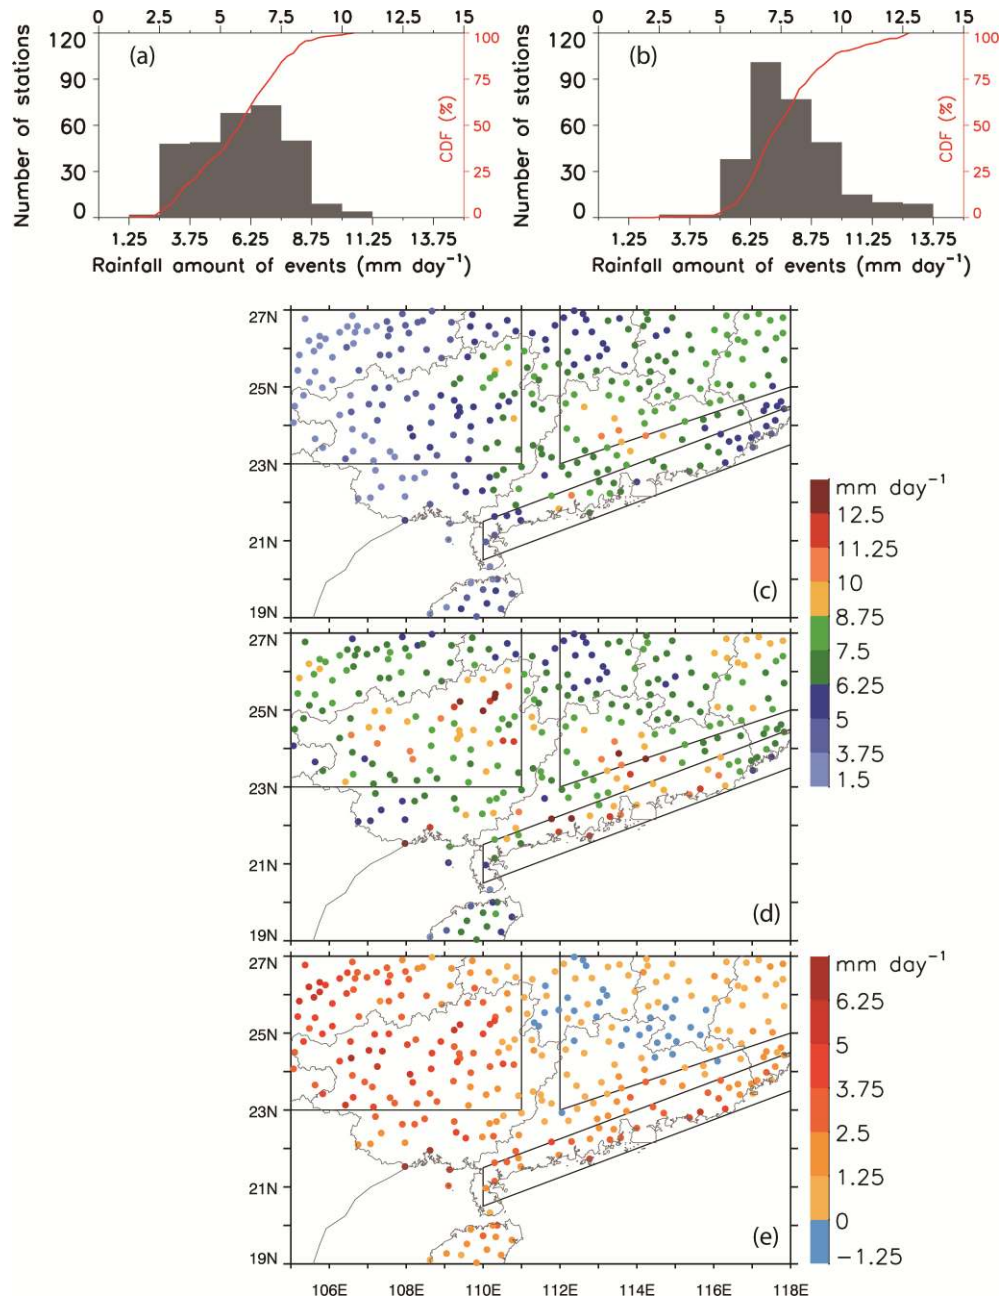 0 2.5 5 7.5 10 12.5 15
0 2.5 5 7.5 10 12.5 15
120 (a) 100
120 (b) 100
90 75
90 75
60 50
60 50
30 25
30 25
0 0
0 0
Number of stations
CDF (%)
Number of stations
CDF (%)
1.25 3.75 6.25 8.75 11.25 13.75
1.25 3.75 6.25 8.75 11.25 13.75
Rainfall amount of events (mm day⁻¹)
Rainfall amount of events (mm day⁻¹)
27N
25N
23N
21N
19N
(c)
mm day⁻¹
12.5
11.25
10
8.75
7.5
6.25
5
3.75
1.5
27N
25N
23N
21N
19N
(d)
27N
25N
23N
21N
19N
(e)
mm day⁻¹
6.25
5
3.75
2.5
1.25
0
-1.25
106E 108E 110E 112E 114E 116E 118E